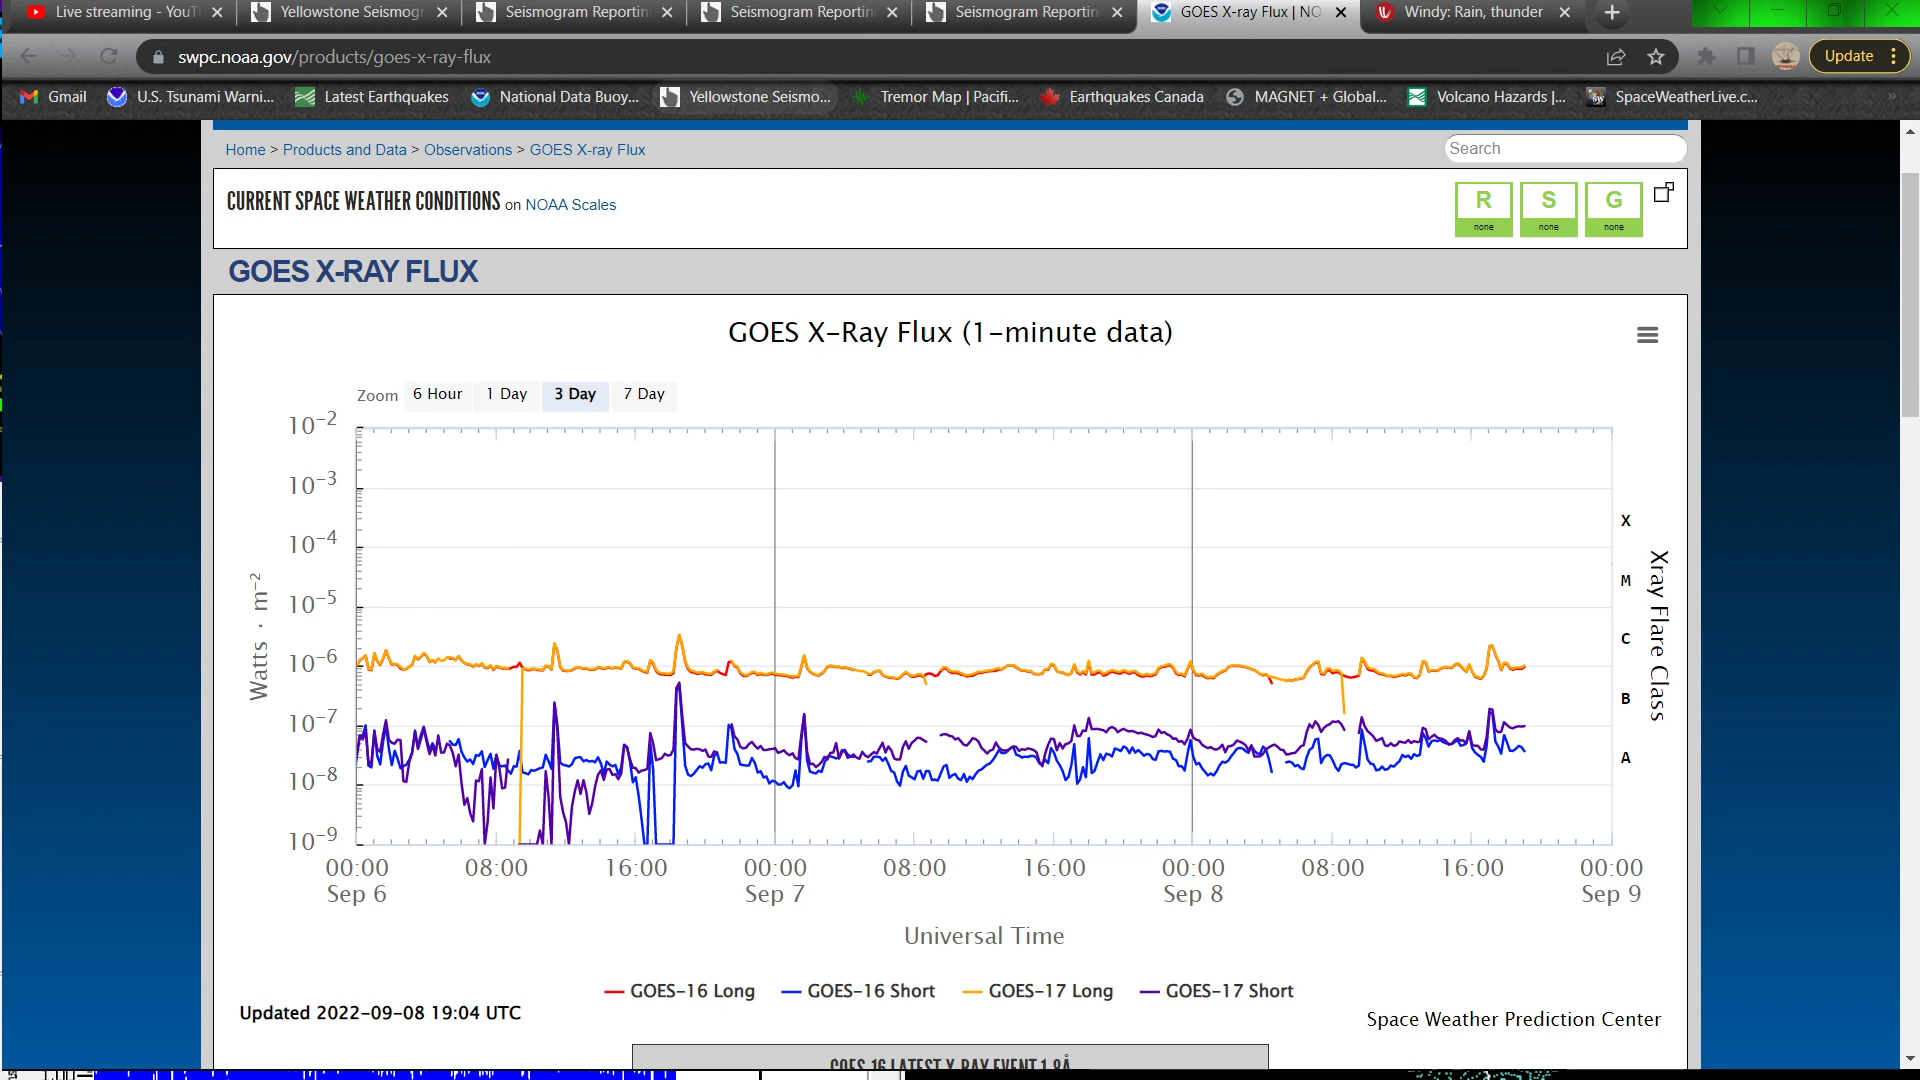 Live streaming - YouT
Yellowstone Seismogr
Seismogram Reportin
Seismogram Reportin
Seismogram Reportin
GOES X-ray Flux | NO
Windy: Rain, thunder
swpc.noaa.gov/products/goes-x-ray-flux
Update
Gmail
U.S. Tsunami Warni...
Latest Earthquakes
National Data Buoy...
Yellowstone Seismo...
Tremor Map | Pacifi...
Earthquakes Canada
MAGNET + Global...
Volcano Hazards |...
SpaceWeatherLive.c...
Home > Products and Data > Observations > GOES X-ray Flux
Search
CURRENT SPACE WEATHER CONDITIONS on NOAA Scales
R S G
none none none
GOES X-RAY FLUX
GOES X-Ray Flux (1-minute data)
Zoom 6 Hour 1 Day 3 Day 7 Day
10⁻²
10⁻³
10⁻⁴
10⁻⁵
10⁻⁶
10⁻⁷
10⁻⁸
10⁻⁹
Watts · m⁻²
X
M
C
B
A
Xray Flare Class
00:00 08:00 16:00 00:00 08:00 16:00 00:00 08:00 16:00 00:00
Sep 6 Sep 7 Sep 8 Sep 9
Universal Time
GOES-16 Long GOES-16 Short GOES-17 Long GOES-17 Short
Updated 2022-09-08 19:04 UTC
Space Weather Prediction Center
GOES 16 LATEST X-RAY EVENT 1-8Å